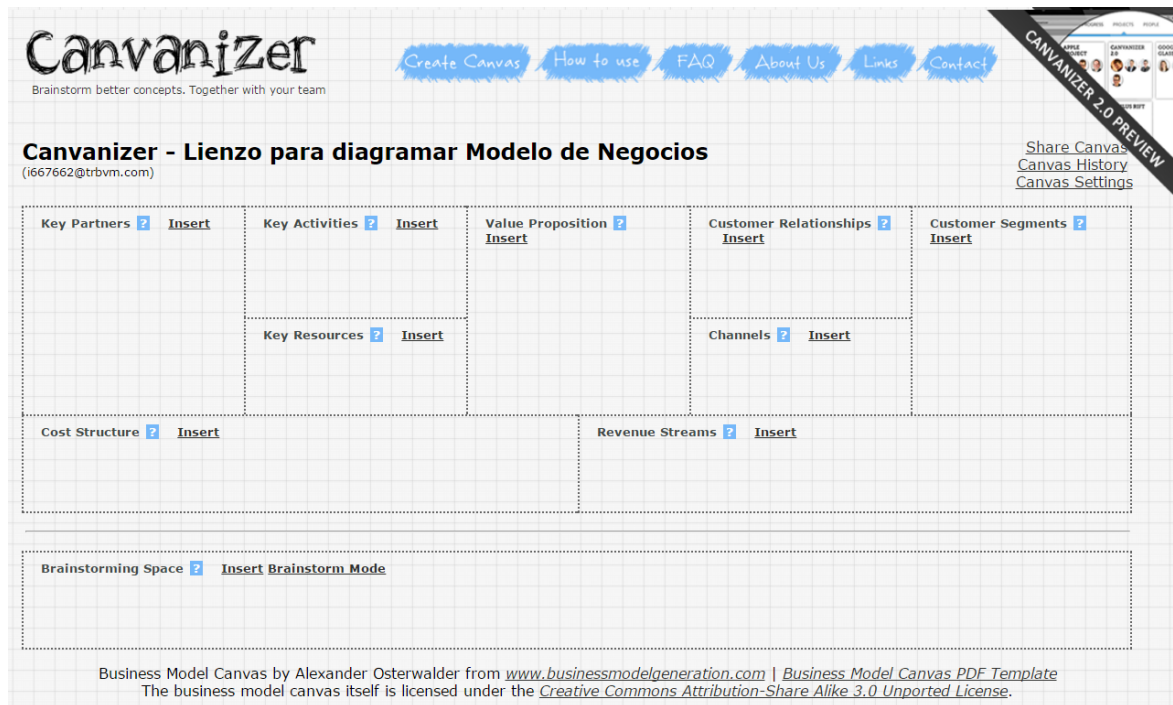 Canvanizer
Brainstorm better concepts. Together with your team
Create Canvas How to use FAQ About Us Links Contact
PROJECTS PEOPLE
CANVANIZER 2.0 PREVIEW
Canvanizer - Lienzo para diagramar Modelo de Negocios
(i667662@trbvm.com)
Share Canvas
Canvas History
Canvas Settings
Key Partners ? Insert
Key Activities ? Insert
Value Proposition ?
Insert
Customer Relationships ?
Insert
Customer Segments ?
Insert
Key Resources ? Insert
Channels ? Insert
Cost Structure ? Insert
Revenue Streams ? Insert
Brainstorming Space ? Insert Brainstorm Mode
Business Model Canvas by Alexander Osterwalder from www.businessmodelgeneration.com | Business Model Canvas PDF Template
The business model canvas itself is licensed under the Creative Commons Attribution-Share Alike 3.0 Unported License.